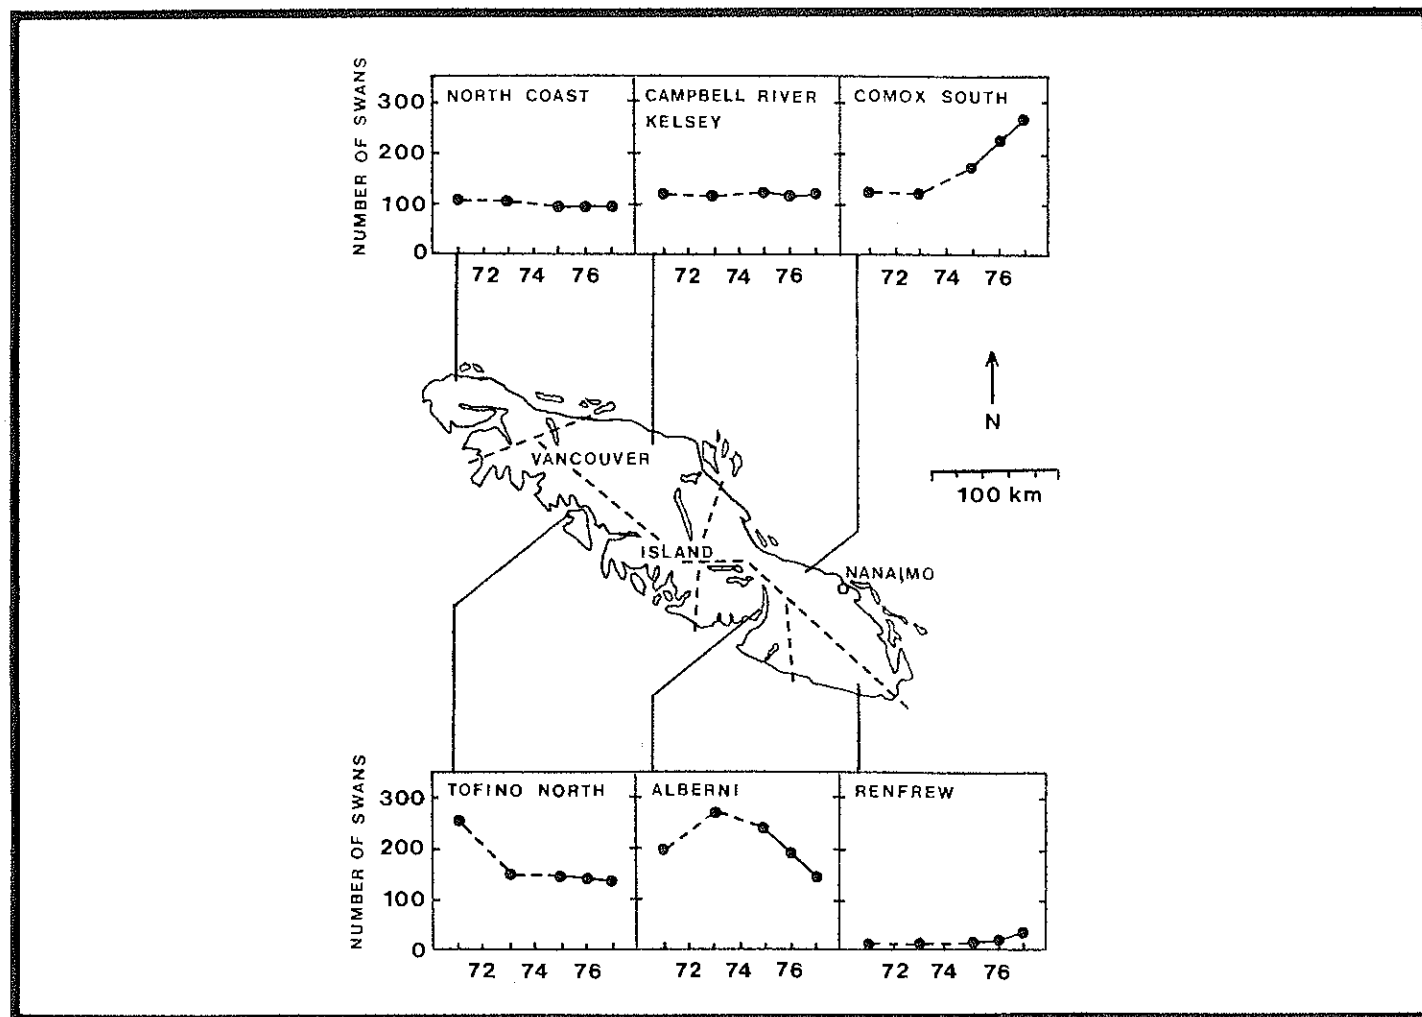 NUMBER OF SWANS
300
200
100
0
NORTH COAST
72 74 76
CAMPBELL RIVER
KELSEY
72 74 76
COMOX SOUTH
72 74 76
N
100 km
VANCOUVER
ISLAND
NANAIMO
NUMBER OF SWANS
300
200
100
0
TOFINO NORTH
72 74 76
ALBERNI
72 74 76
RENFREW
72 74 76